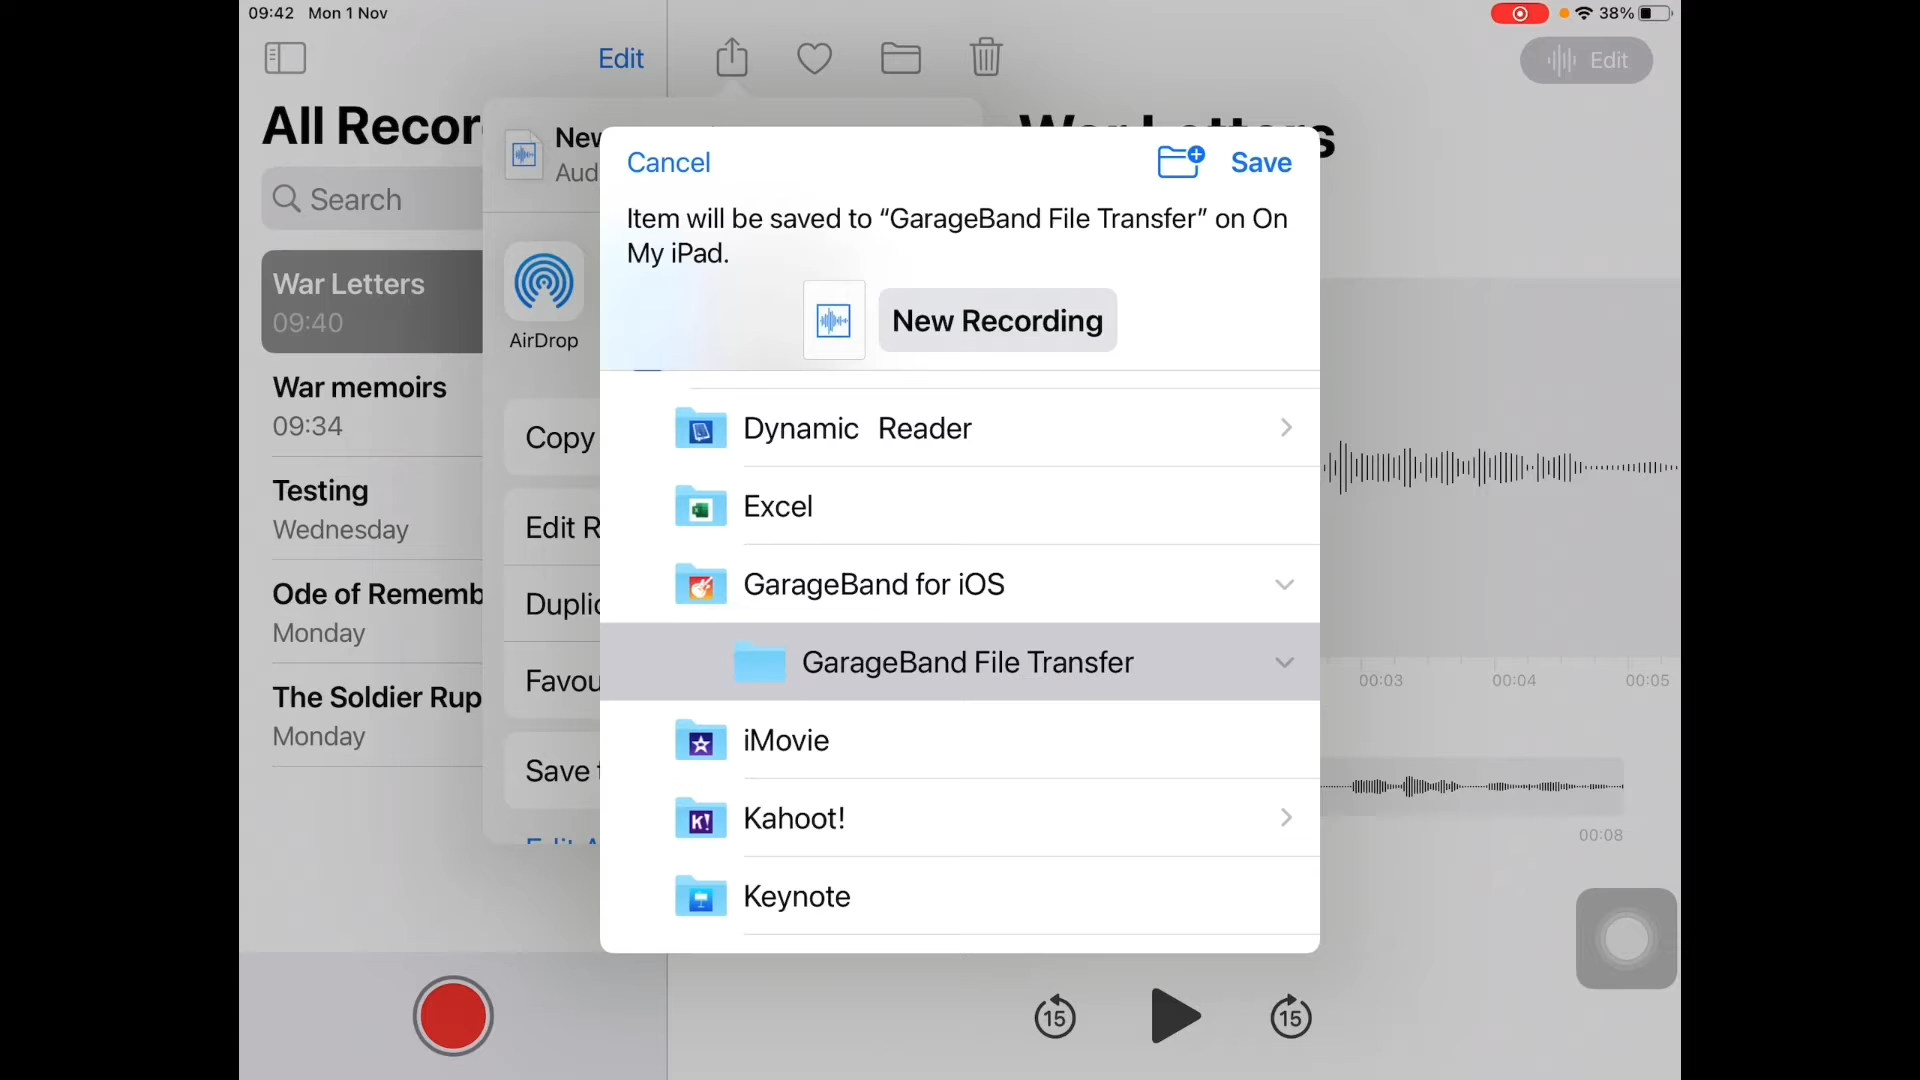 09:42 Mon 1 Nov
38%
Edit
Edit
All Recor
Search
War Letters
09:40
War memoirs
09:34
Testing
Wednesday
Ode of Rememb
Monday
The Soldier Rup
Monday
New
Aud
AirDrop
Copy
Edit R
Duplic
Favou
Save
War Letters
Cancel
Save
Item will be saved to “GarageBand File Transfer” on On
My iPad.
New Recording
Dynamic Reader
Excel
GarageBand for iOS
GarageBand File Transfer
iMovie
K!
Kahoot!
Keynote
00:03 00:04 00:05
00:08
15
15